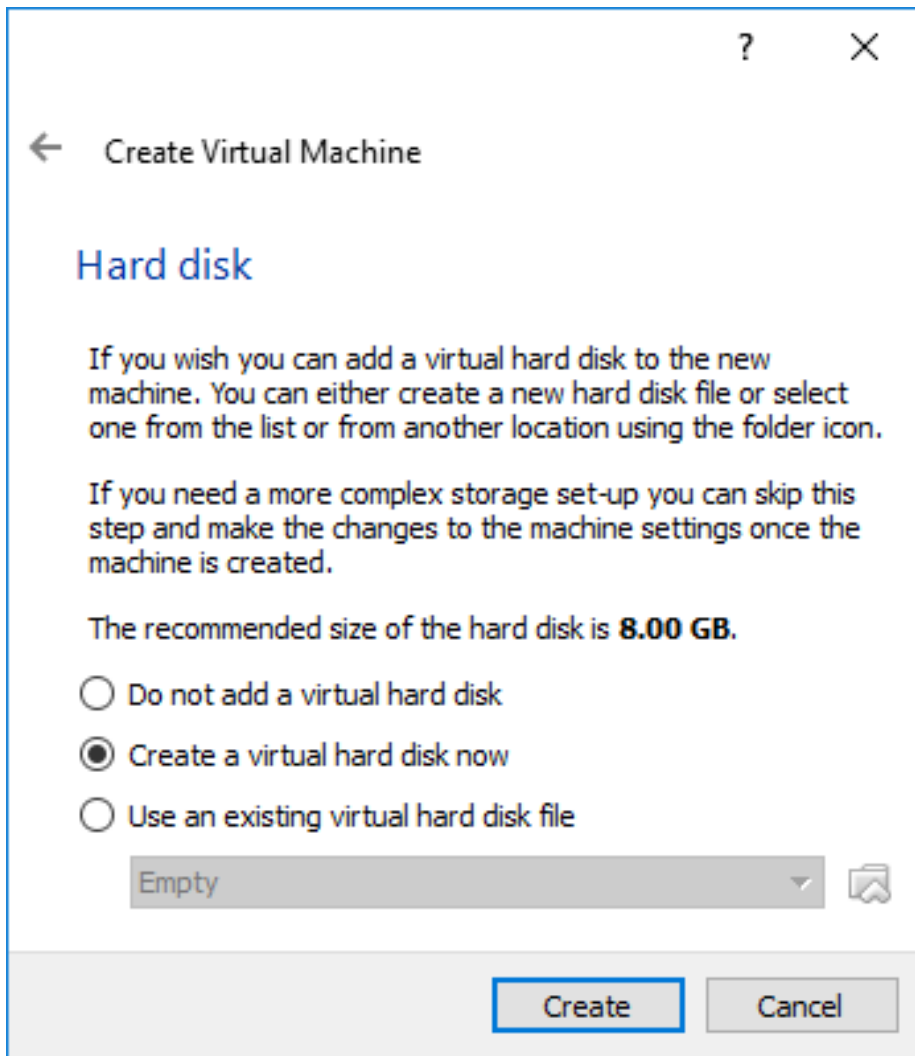 ?
Create Virtual Machine
Hard disk
If you wish you can add a virtual hard disk to the new
machine. You can either create a new hard disk file or select
one from the list or from another location using the folder icon.
If you need a more complex storage set-up you can skip this
step and make the changes to the machine settings once the
machine is created.
The recommended size of the hard disk is 8.00 GB.
Do not add a virtual hard disk
Create a virtual hard disk now
Use an existing virtual hard disk file
Empty
Create Cancel